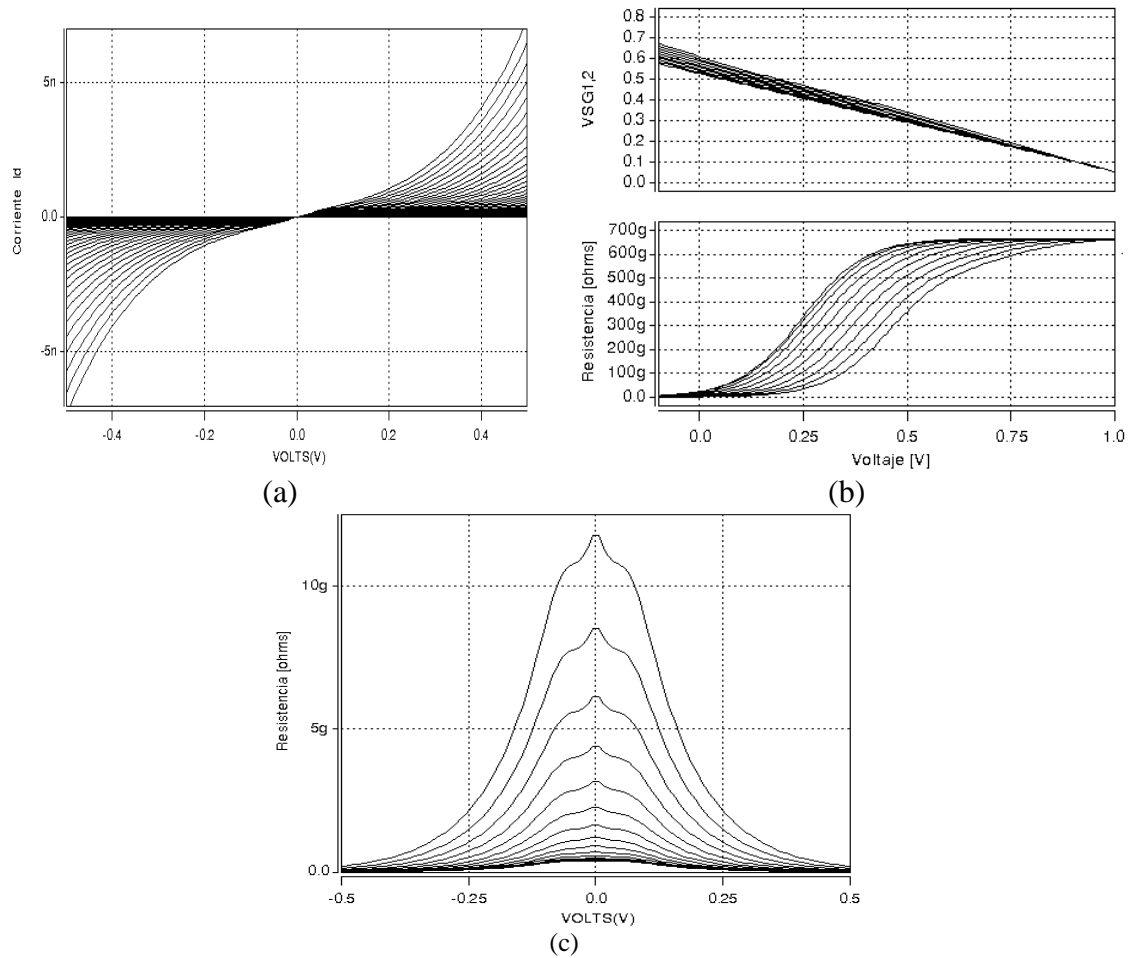 Corriente Id
5n
0.0
-5n
-0.4 -0.2 0.0 0.2 0.4
VOLTS(V)
(a)
VSG1,2
0.8
0.7
0.6
0.5
0.4
0.3
0.2
0.1
0.0
Resistencia [ohms]
700g
600g
500g
400g
300g
200g
100g
0.0
0.0 0.25 0.5 0.75 1.0
Voltaje [V]
(b)
Resistencia [ohms]
10g
5g
0.0
-0.5 -0.25 0.0 0.25 0.5
VOLTS(V)
(c)